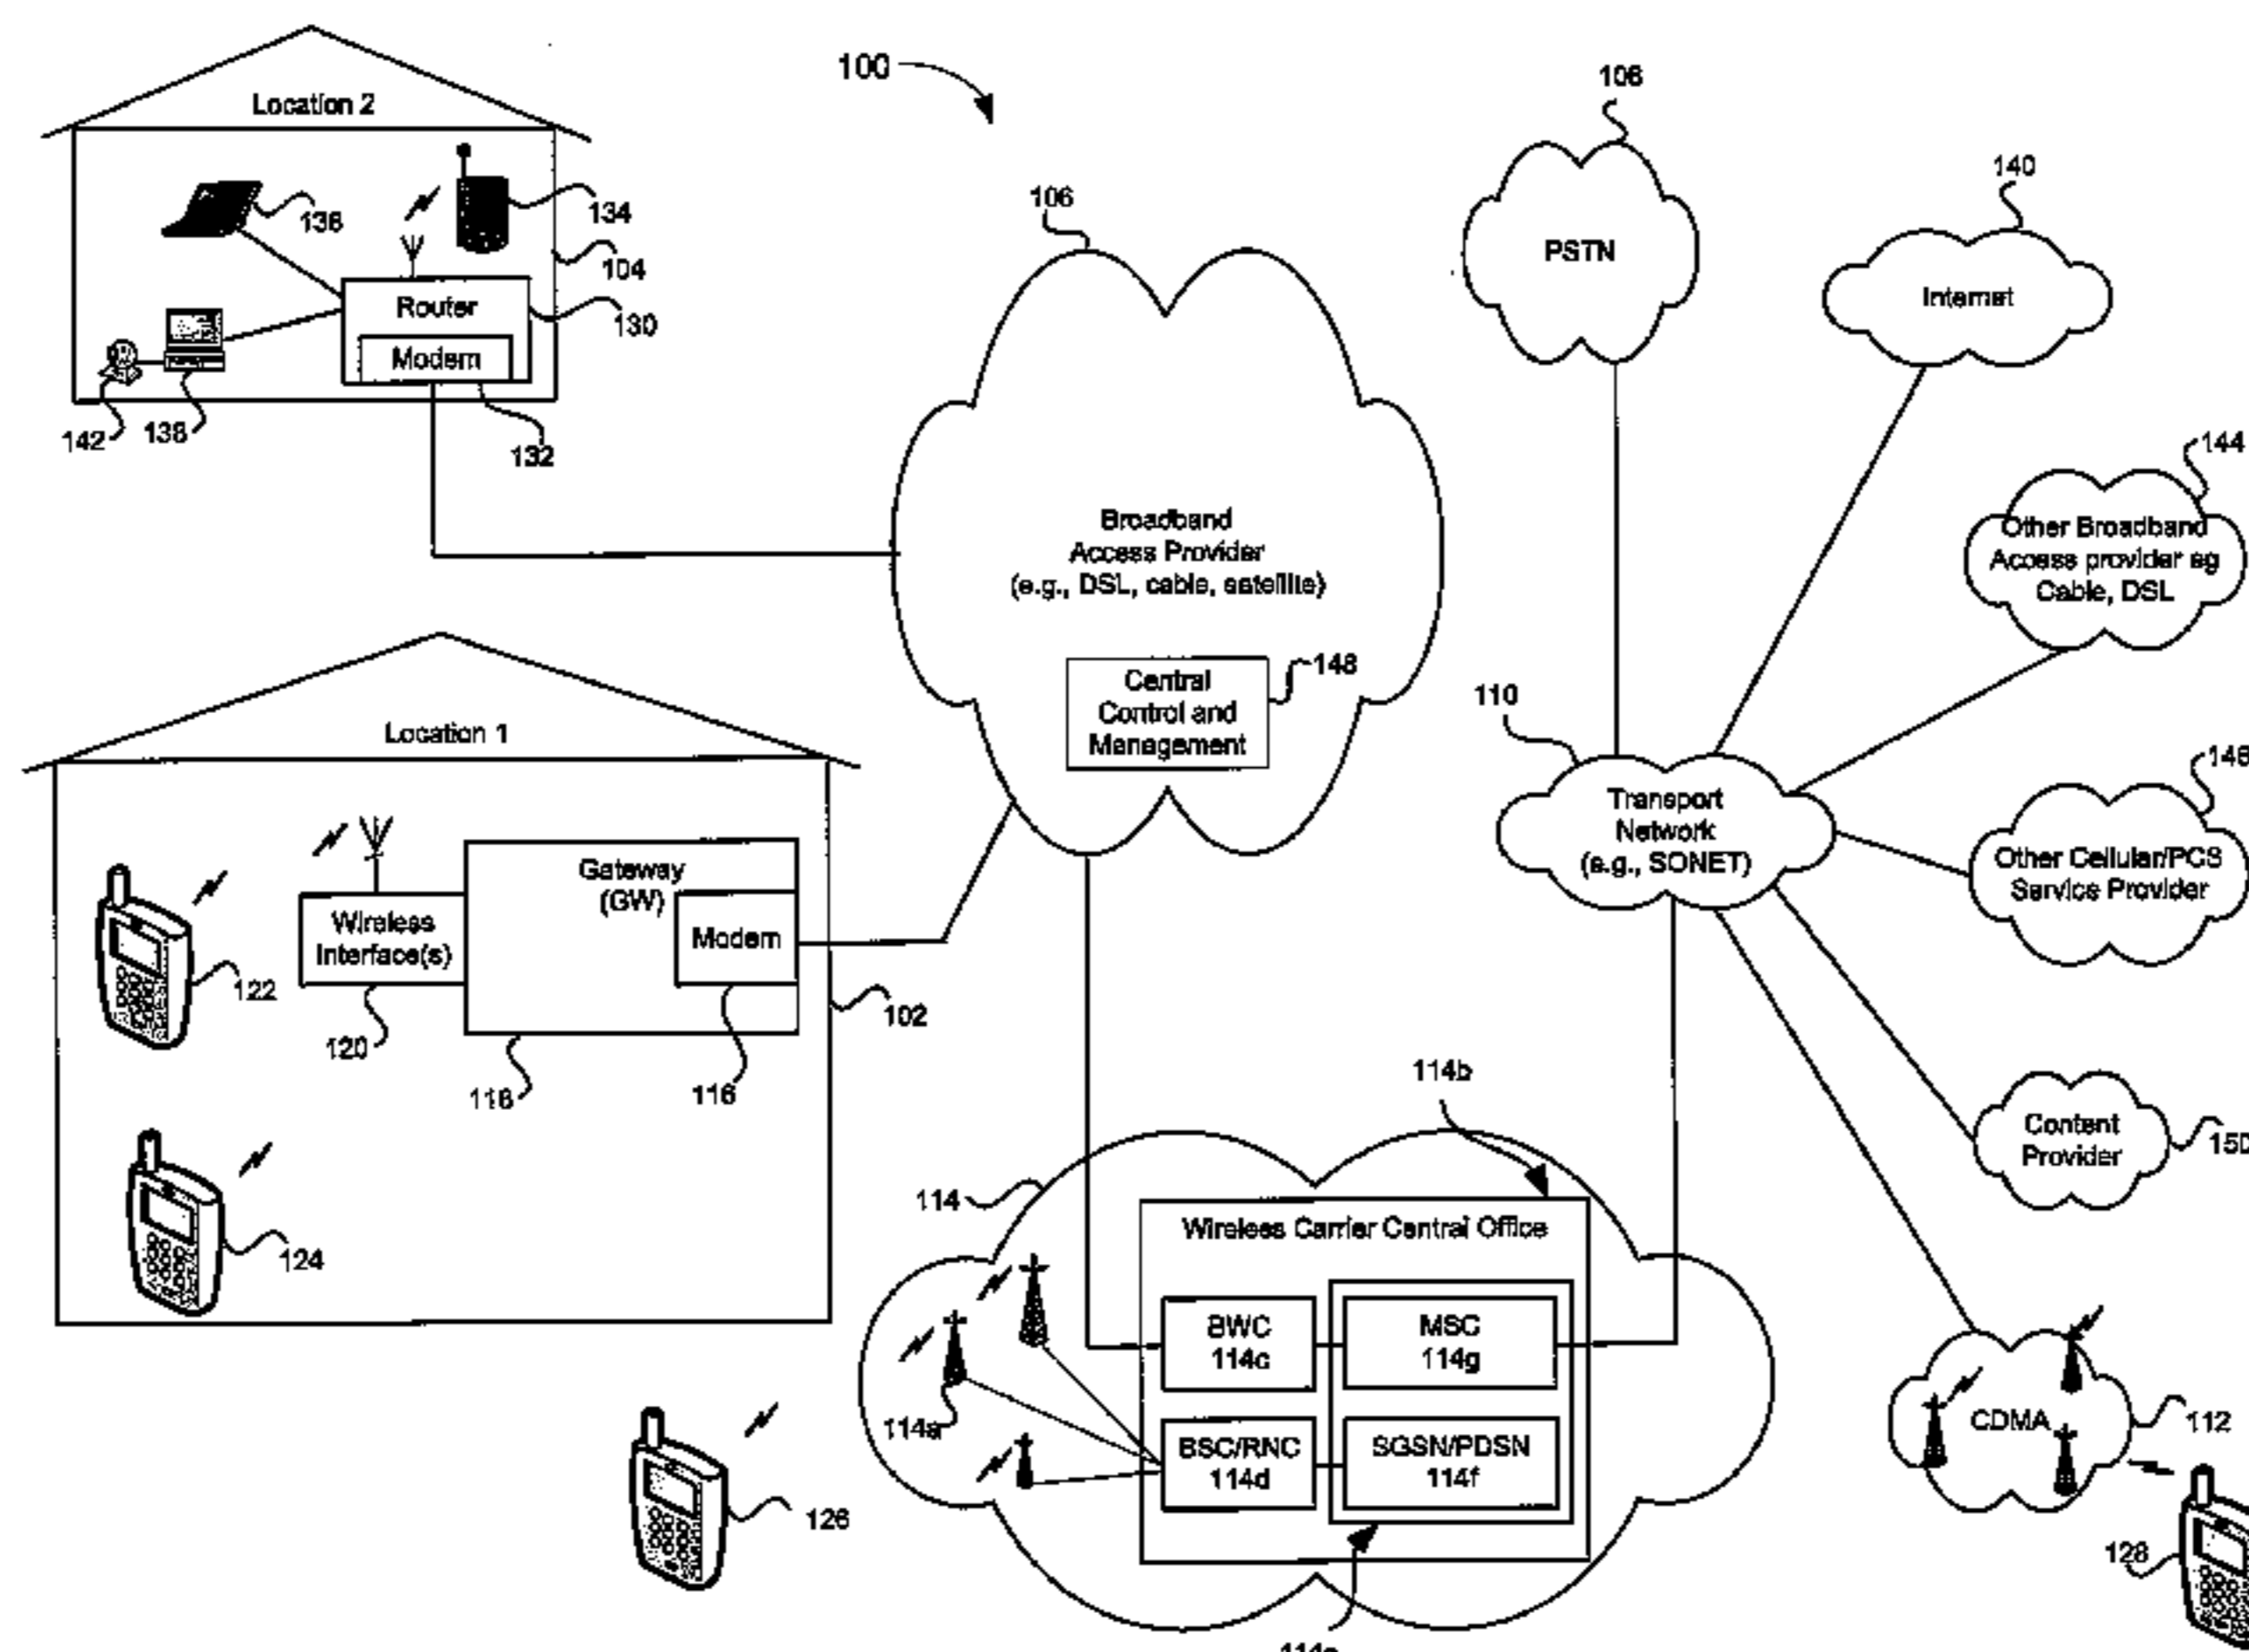 100
Location 2
136
134
104
Router
130
Modem
142
138
132
106
Broadband
Access Provider
(e.g., DSL, cable, satellite)
Central
Control and
Management
148
108
PSTN
140
Internet
144
Other Broadband
Access provider eg
Cable, DSL
110
Transport
Network
(e.g., SONET)
146
Other Cellular/PCS
Service Provider
Content
Provider
150
Location 1
122
Wireless
Interface(s)
120
Gateway
(GW)
Modem
118
116
102
124
126
114
114b
Wireless Carrier Central Office
BWC
114c
MSC
114g
BSC/RNC
114d
SGSN/PDSN
114f
114a
CDMA
112
128